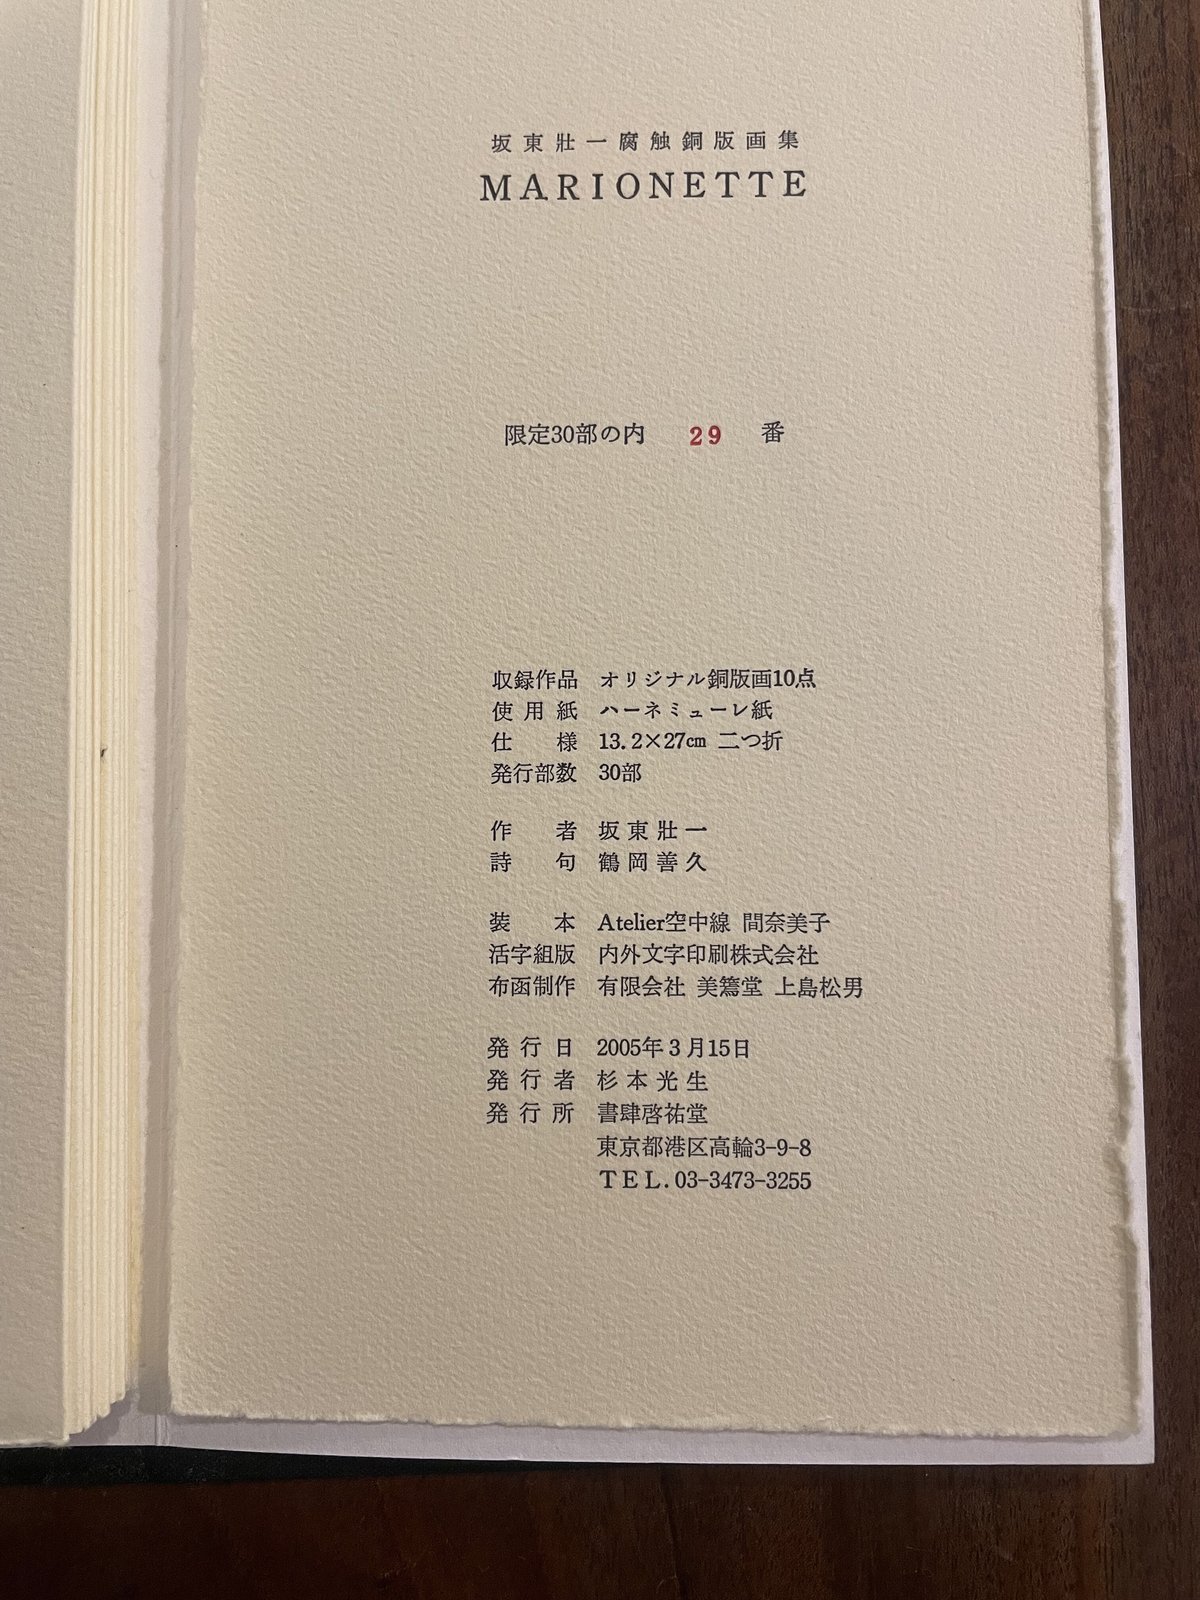 坂東壯一腐触銅版画集
MARIONETTE
限定30部の内 29 番
収録作品 オリジナル銅版画10点
使用紙 ハーネミューレ紙
仕様 13.2×27㎝ 二つ折
発行部数 30部
作者 坂東壯一
詩句 鶴岡善久
装本 Atelier空中線 間奈美子
活字組版 内外文字印刷株式会社
布函制作 有限会社 美篶堂 上島松男
発行日 2005年3月15日
発行者 杉本光生
発行所 書肆啓祐堂
東京都港区高輪3-9-8
TEL.03-3473-3255